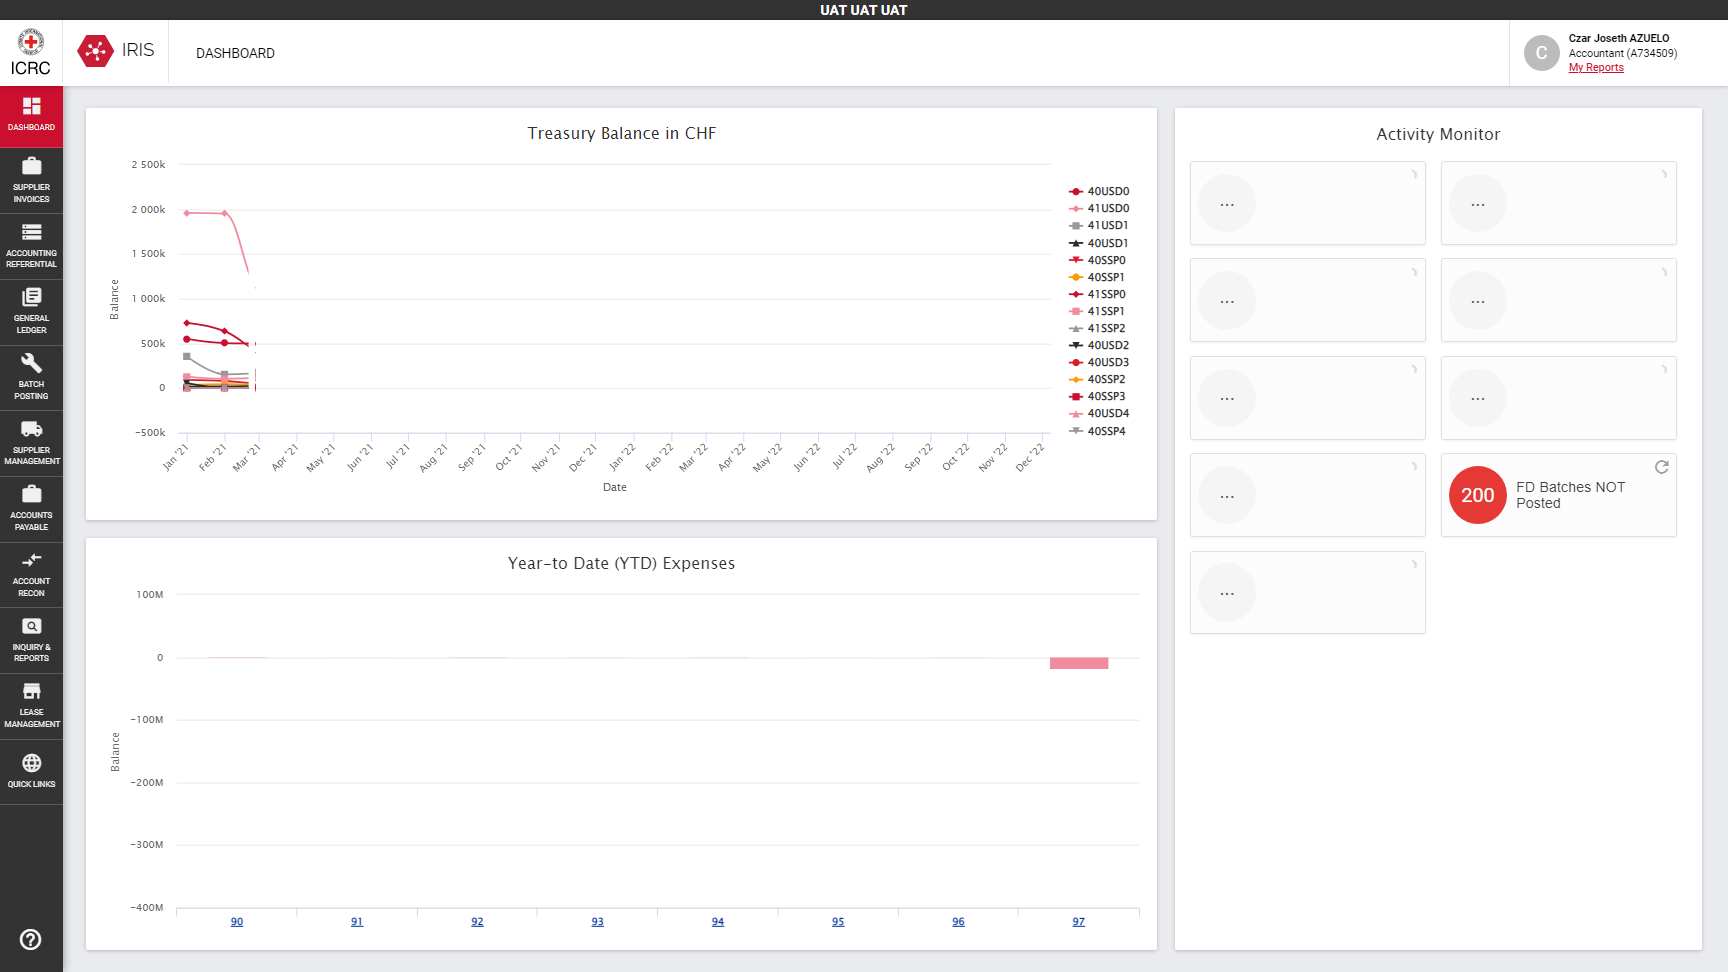 UAT UAT UAT
ICRC
IRIS
DASHBOARD
C
Czar Joseth AZUELO
Accountant (A734509)
My Reports
DASHBOARD
SUPPLIER
INVOICES
ACCOUNTING
REFERENTIAL
GENERAL
LEDGER
BATCH
POSTING
SUPPLIER
MANAGEMENT
ACCOUNTS
PAYABLE
ACCOUNT
RECON
INQUIRY &
REPORTS
LEASE
MANAGEMENT
QUICK LINKS
Treasury Balance in CHF
2 500k
2 000k
1 500k
1 000k
500k
0
-500k
Balance
Jan '21
Feb '21
Mar '21
Apr '21
May '21
Jun '21
Jul '21
Aug '21
Sep '21
Oct '21
Nov '21
Dec '21
Jan '22
Feb '22
Mar '22
Apr '22
May '22
Jun '22
Jul '22
Aug '22
Sep '22
Oct '22
Nov '22
Dec '22
Date
40USD0
41USD0
41USD1
40USD1
40SSP0
40SSP1
41SSP0
41SSP1
41SSP2
40USD2
40USD3
40SSP2
40SSP3
40USD4
40SSP4
Year-to Date (YTD) Expenses
100M
0
-100M
-200M
-300M
-400M
Balance
90
91
92
93
94
95
96
97
Activity Monitor
...
...
...
...
...
...
...
200
FD Batches NOT
Posted
...